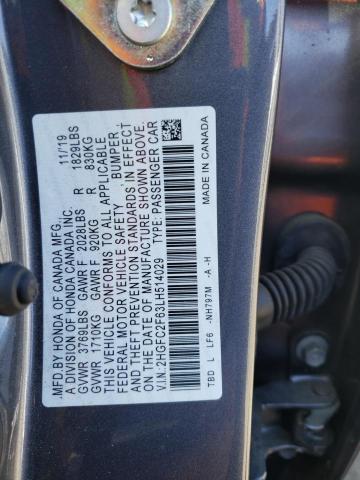 MFD. BY HONDA OF CANADA MFG., 11/19
A DIVISION OF HONDA CANADA INC.
GVWR 3769LBS GAWR F 2028LBS R 1829LBS
GVWR 1710KG GAWR F 920KG R 830KG
THIS VEHICLE CONFORMS TO ALL APPLICABLE
FEDERAL MOTOR VEHICLE SAFETY, BUMPER,
AND THEFT PREVENTION STANDARDS IN EFFECT
ON THE DATE OF MANUFACTURE SHOWN ABOVE.
V.I.N: 2HGFC2F63LH514029 TYPE: PASSENGER CAR
TBD L LF6 -NH797M -A -H MADE IN CANADA